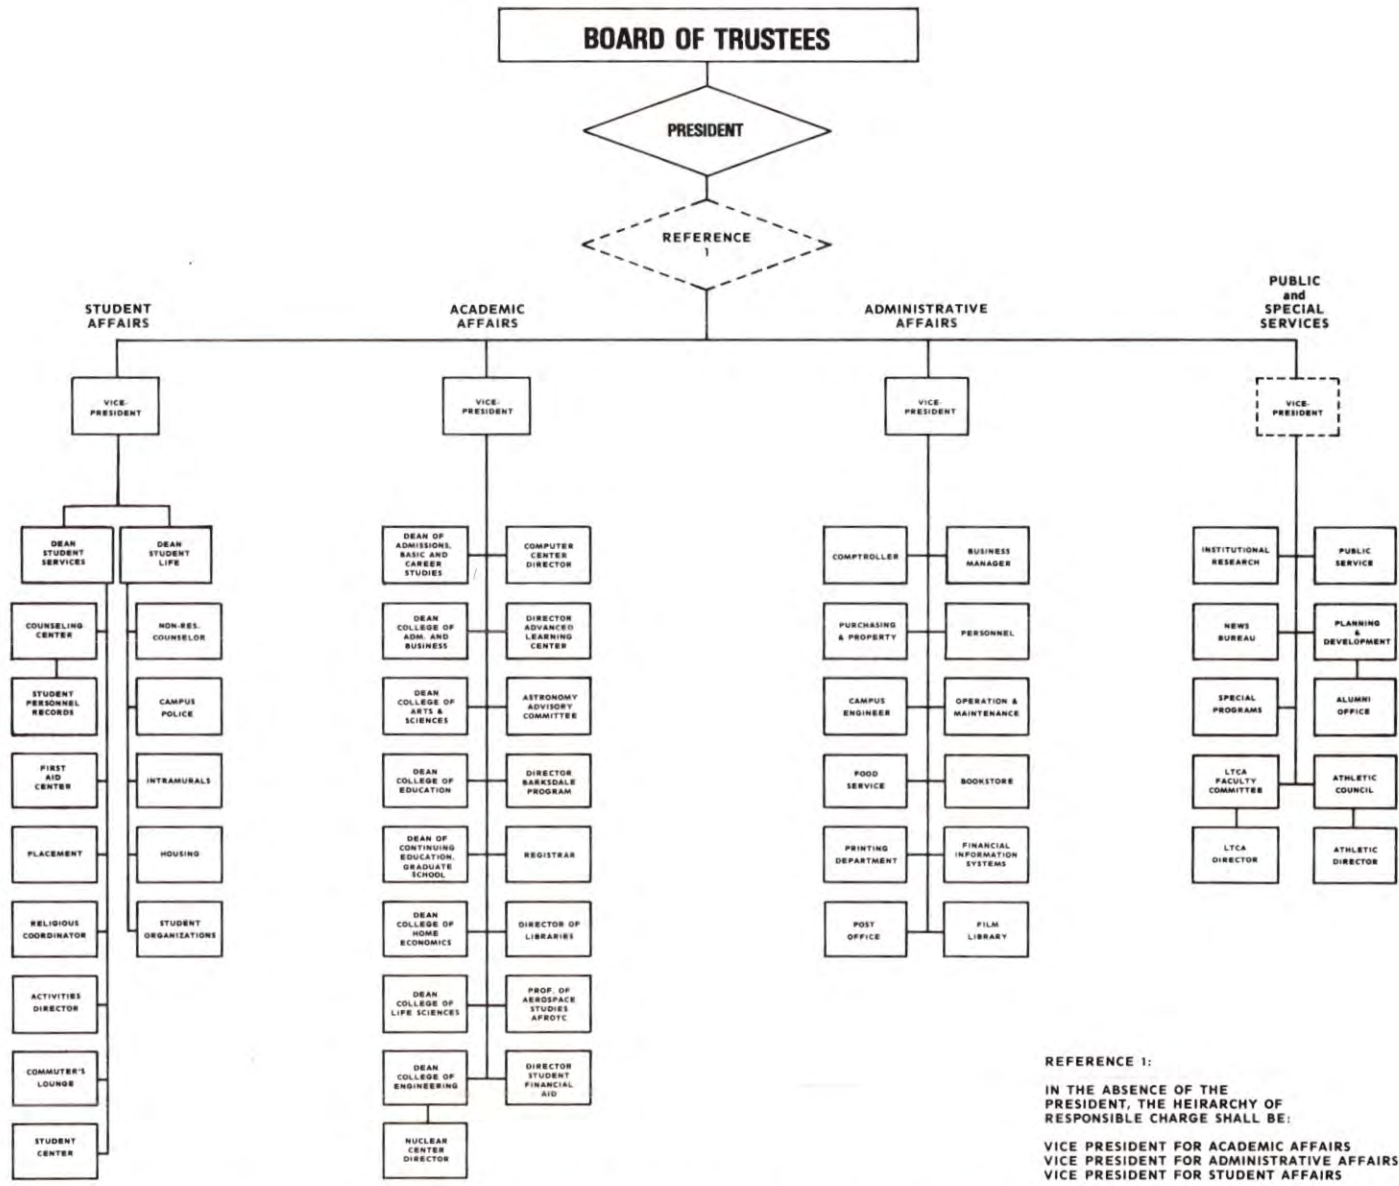 BOARD OF TRUSTEES
PRESIDENT
REFERENCE
1
STUDENT
AFFAIRS
ACADEMIC
AFFAIRS
ADMINISTRATIVE
AFFAIRS
PUBLIC
and
SPECIAL
SERVICES
VICE-
PRESIDENT
VICE-
PRESIDENT
VICE-
PRESIDENT
VICE-
PRESIDENT
DEAN
STUDENT
SERVICES
DEAN
STUDENT
LIFE
COUNSELING
CENTER
NON-RES.
COUNSELOR
STUDENT
PERSONNEL
RECORDS
CAMPUS
POLICE
FIRST
AID
CENTER
INTRAMURALS
PLACEMENT
HOUSING
RELIGIOUS
COORDINATOR
STUDENT
ORGANIZATIONS
ACTIVITIES
DIRECTOR
COMMUTER'S
LOUNGE
STUDENT
CENTER
DEAN OF
ADMISSIONS,
BASIC AND
CAREER
STUDIES
COMPUTER
CENTER
DIRECTOR
DEAN
COLLEGE OF
ADM. AND
BUSINESS
DIRECTOR
ADVANCED
LEARNING
CENTER
DEAN
COLLEGE OF
ARTS &
SCIENCES
ASTRONOMY
ADVISORY
COMMITTEE
DEAN
COLLEGE OF
EDUCATION
DIRECTOR
BARKSDALE
PROGRAM
DEAN OF
CONTINUING
EDUCATION,
GRADUATE
SCHOOL
REGISTRAR
DEAN
COLLEGE OF
HOME
ECONOMICS
DIRECTOR OF
LIBRARIES
DEAN
COLLEGE OF
LIFE SCIENCES
PROF. OF
AEROSPACE
STUDIES
AFROTC
DEAN
COLLEGE OF
ENGINEERING
DIRECTOR
STUDENT
FINANCIAL
AID
NUCLEAR
CENTER
DIRECTOR
COMPTROLLER
BUSINESS
MANAGER
PURCHASING
& PROPERTY
PERSONNEL
CAMPUS
ENGINEER
OPERATION &
MAINTENANCE
FOOD
SERVICE
BOOKSTORE
PRINTING
DEPARTMENT
FINANCIAL
INFORMATION
SYSTEMS
POST
OFFICE
FILM
LIBRARY
INSTITUTIONAL
RESEARCH
PUBLIC
SERVICE
NEWS
BUREAU
PLANNING
&
DEVELOPMENT
SPECIAL
PROGRAMS
ALUMNI
OFFICE
LTCA
FACULTY
COMMITTEE
ATHLETIC
COUNCIL
LTCA
DIRECTOR
ATHLETIC
DIRECTOR
REFERENCE 1:
IN THE ABSENCE OF THE
PRESIDENT, THE HEIRARCHY OF
RESPONSIBLE CHARGE SHALL BE:
VICE PRESIDENT FOR ACADEMIC AFFAIRS
VICE PRESIDENT FOR ADMINISTRATIVE AFFAIRS
VICE PRESIDENT FOR STUDENT AFFAIRS